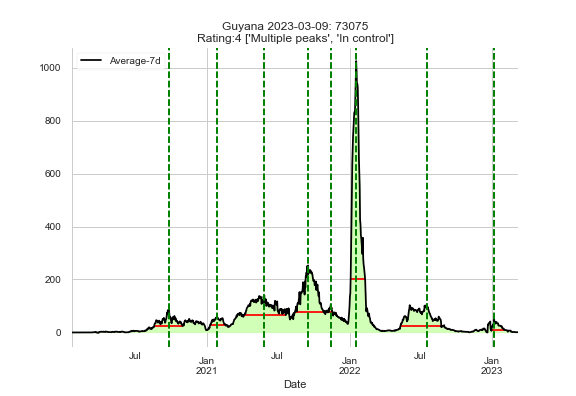 Guyana 2023-03-09: 73075
Rating:4 ['Multiple peaks', 'In control']
Average-7d
1000
800
600
400
200
0
Jul
Jan
2021
Jul
Jan
2022
Jul
Jan
2023
Date